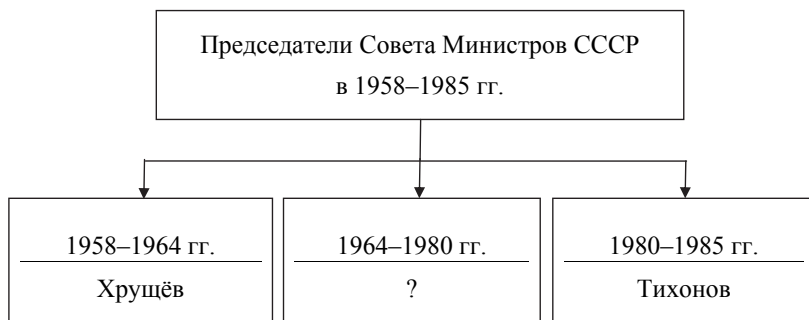 Председатели Совета Министров СССР
в 1958–1985 гг.
1958–1964 гг.
Хрущёв
1964–1980 гг.
?
1980–1985 гг.
Тихонов